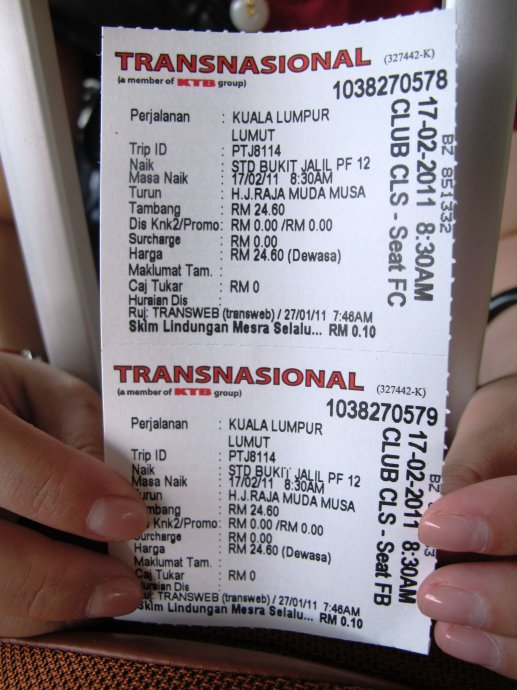 TRANSNASIONAL (327442-K)
(a member of KTB group)
1038270578
Perjalanan : KUALA LUMPUR
LUMUT
Trip ID : PTJ8114
Naik : STD BUKIT JALIL PF 12
Masa Naik : 17/02/11 8:30AM
Turun : H.J.RAJA MUDA MUSA
Tambang : RM 24.60
Dis Knk2/Promo: RM 0.00 /RM 0.00
Surcharge : RM 0.00
Harga : RM 24.60 (Dewasa)
Maklumat Tam. :
Caj Tukar : RM 0
Huraian Dis :
Ruj: TRANSWEB (transweb) / 27/01/11 7:46AM
Skim Lindungan Mesra Selalu... RM 0.10
17-02-2011 8:30AM
CLUB CLS - Seat FC
BZ 851332
TRANSNASIONAL (327442-K)
(a member of KTB group)
1038270579
Perjalanan : KUALA LUMPUR
LUMUT
Trip ID : PTJ8114
Naik : STD BUKIT JALIL PF 12
Masa Naik : 17/02/11 8:30AM
Turun : H.J.RAJA MUDA MUSA
Tambang : RM 24.60
Dis Knk2/Promo: RM 0.00 /RM 0.00
Surcharge : RM 0.00
Harga : RM 24.60 (Dewasa)
Maklumat Tam. :
Caj Tukar : RM 0
Huraian Dis :
Ruj: TRANSWEB (transweb) / 27/01/11 7:46AM
Skim Lindungan Mesra Selalu... RM 0.10
17-02-2011 8:30AM
CLUB CLS - Seat FB
BZ